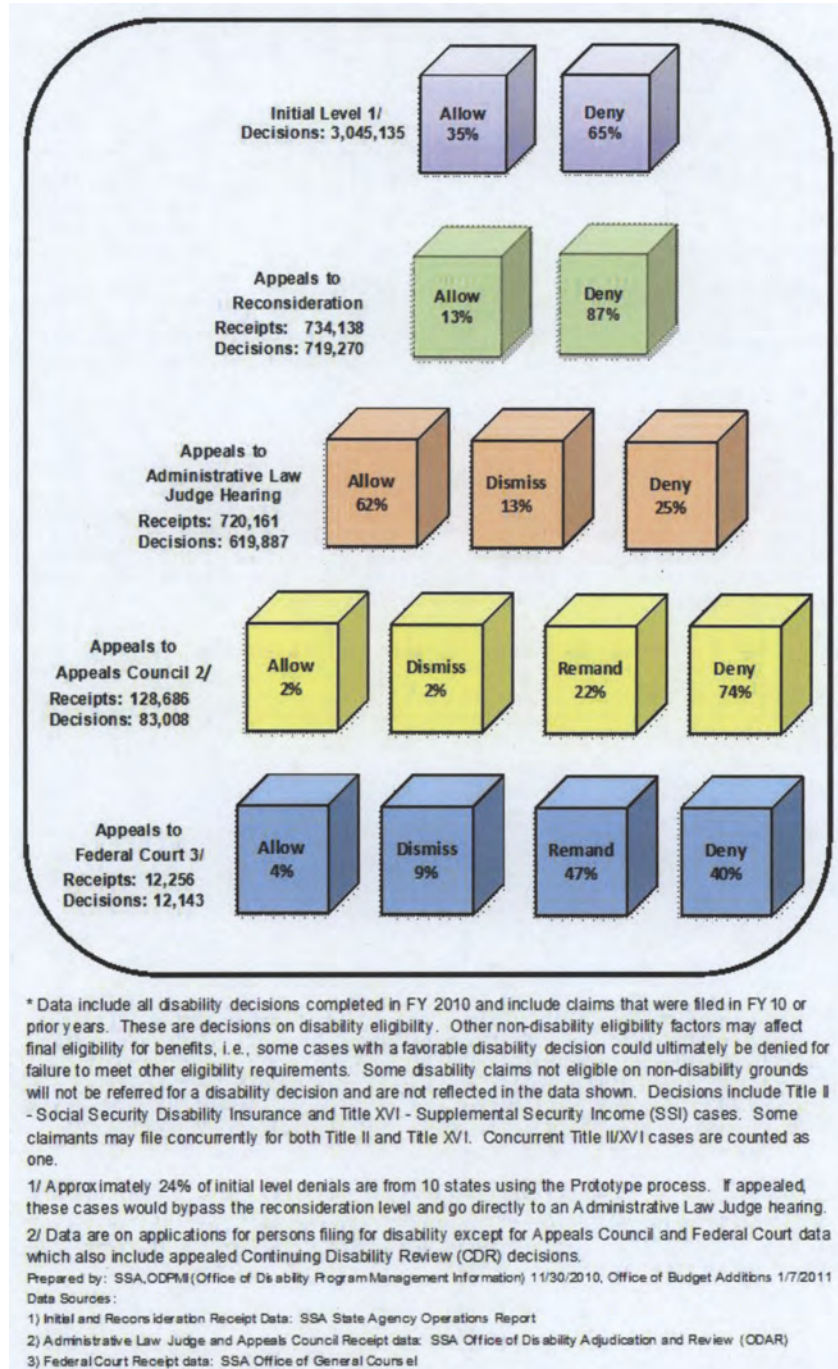 Initial Level 1/
Decisions: 3,045,135
Allow
35%
Deny
65%
Appeals to
Reconsideration
Receipts: 734,138
Decisions: 719,270
Allow
13%
Deny
87%
Appeals to
Administrative Law
Judge Hearing
Receipts: 720,161
Decisions: 619,887
Allow
62%
Dismiss
13%
Deny
25%
Appeals to
Appeals Council 2/
Receipts: 128,686
Decisions: 83,008
Allow
2%
Dismiss
2%
Remand
22%
Deny
74%
Appeals to
Federal Court 3/
Receipts: 12,256
Decisions: 12,143
Allow
4%
Dismiss
9%
Remand
47%
Deny
40%
* Data include all disability decisions completed in FY 2010 and include claims that were filed in FY 10 or
prior years. These are decisions on disability eligibility. Other non-disability eligibility factors may affect
final eligibility for benefits, i.e., some cases with a favorable disability decision could ultimately be denied for
failure to meet other eligibility requirements. Some disability claims not eligible on non-disability grounds
will not be referred for a disability decision and are not reflected in the data shown. Decisions include Title II
- Social Security Disability Insurance and Title XVI - Supplemental Security Income (SSI) cases. Some
claimants may file concurrently for both Title II and Title XVI. Concurrent Title II/XVI cases are counted as
one.
1/ Approximately 24% of initial level denials are from 10 states using the Prototype process. If appealed,
these cases would bypass the reconsideration level and go directly to an Administrative Law Judge hearing.
2/ Data are on applications for persons filing for disability except for Appeals Council and Federal Court data
which also include appealed Continuing Disability Review (CDR) decisions.
Prepared by: SSA,ODPMI(Office of Disability Program Management Information) 11/30/2010, Office of Budget Additions 1/7/2011
Data Sources:
1) Initial and Reconsideration Receipt Data: SSA State Agency Operations Report
2) Administrative Law Judge and Appeals Council Receipt data: SSA Office of Disability Adjudication and Review (ODAR)
3) Federal Court Receipt data: SSA Office of General Counsel